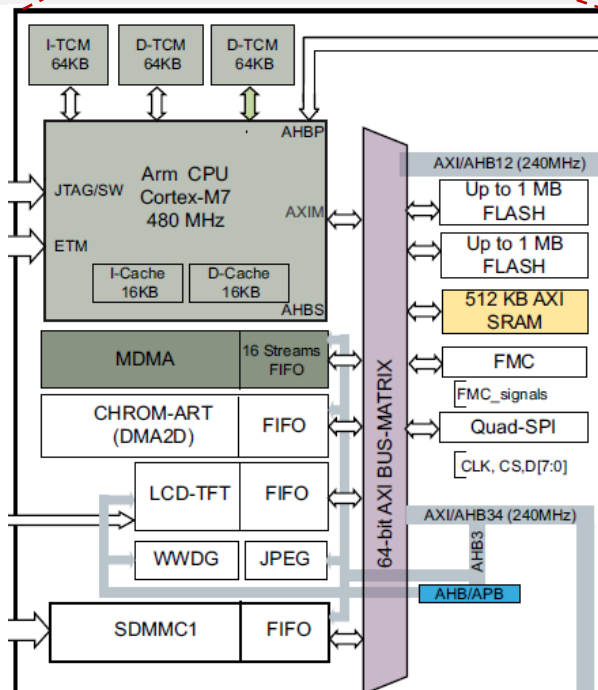 I-TCM
64KB
D-TCM
64KB
D-TCM
64KB
AHBP
Arm CPU
Cortex-M7
480 MHz
JTAG/SW
ETM
AXIM
I-Cache
16KB
D-Cache
16KB
AHBS
MDMA
16 Streams
FIFO
CHROM-ART
(DMA2D)
FIFO
LCD-TFT
FIFO
WWDG
JPEG
SDMMC1
FIFO
64-bit AXI BUS-MATRIX
AXI/AHB12 (240MHz)
Up to 1 MB
FLASH
Up to 1 MB
FLASH
512 KB AXI
SRAM
FMC
FMC_signals
Quad-SPI
CLK, CS,D[7:0]
AXI/AHB34 (240MHz)
AHB3
AHB/APB